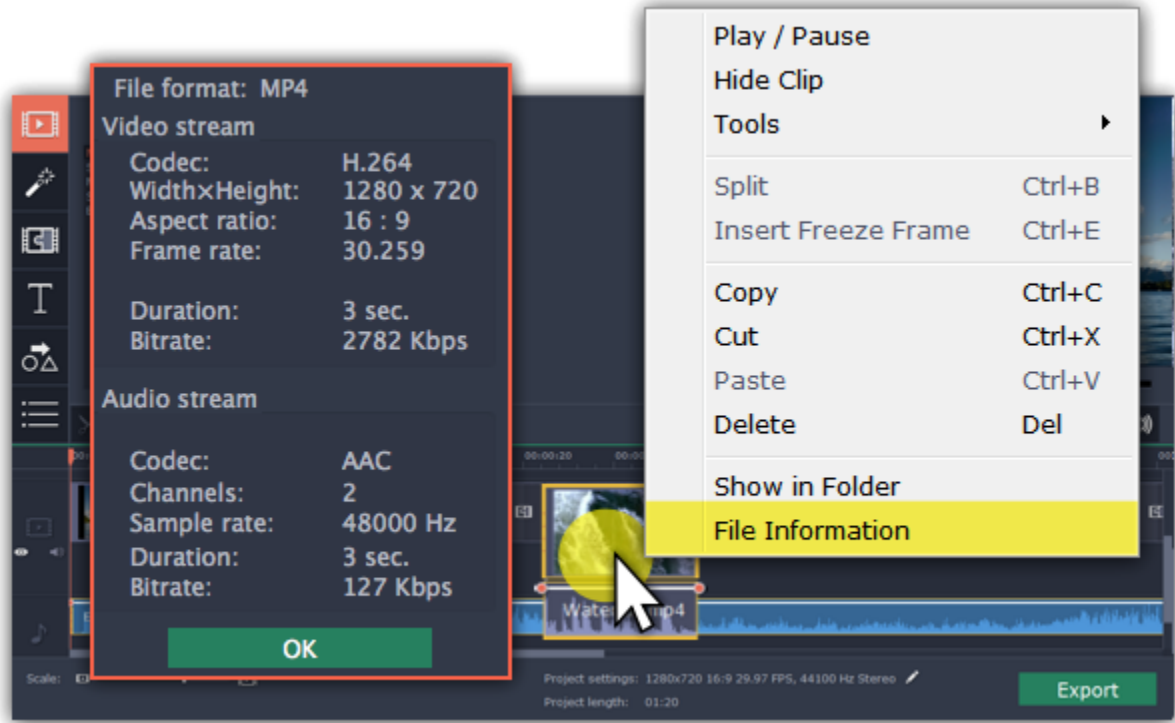 File format: MP4
Video stream
Codec: H.264
Width×Height: 1280 x 720
Aspect ratio: 16 : 9
Frame rate: 30.259
Duration: 3 sec.
Bitrate: 2782 Kbps
Audio stream
Codec: AAC
Channels: 2
Sample rate: 48000 Hz
Duration: 3 sec.
Bitrate: 127 Kbps
OK
Play / Pause
Hide Clip
Tools
Split Ctrl+B
Insert Freeze Frame Ctrl+E
Copy Ctrl+C
Cut Ctrl+X
Paste Ctrl+V
Delete Del
Show in Folder
File Information
00:00:20
Scale:
Project settings: 1280x720 16:9 29.97 FPS, 44100 Hz Stereo
Project length: 01:20
Export